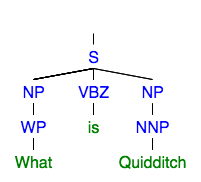 S
NP VBZ NP
WP is NNP
What Quidditch